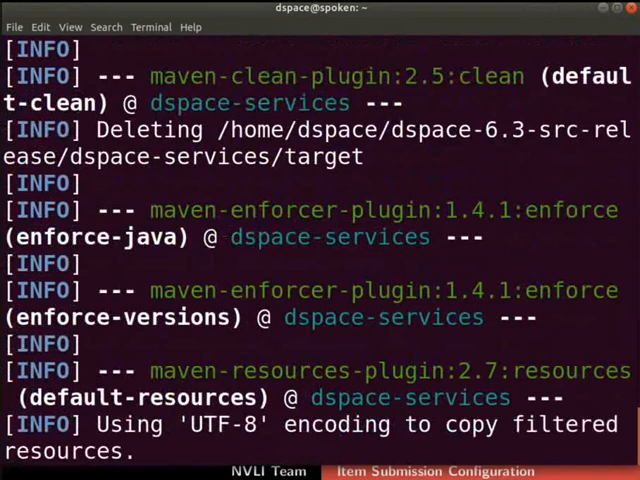 dspace@spoken: ~
File Edit View Search Terminal Help
[INFO]
[INFO] --- maven-clean-plugin:2.5:clean (defaul
t-clean) @ dspace-services ---
[INFO] Deleting /home/dspace/dspace-6.3-src-rel
ease/dspace-services/target
[INFO]
[INFO] --- maven-enforcer-plugin:1.4.1:enforce
(enforce-java) @ dspace-services ---
[INFO]
[INFO] --- maven-enforcer-plugin:1.4.1:enforce
(enforce-versions) @ dspace-services ---
[INFO]
[INFO] --- maven-resources-plugin:2.7:resources
(default-resources) @ dspace-services ---
[INFO] Using 'UTF-8' encoding to copy filtered
resources.
NVLI Team Item Submission Configuration